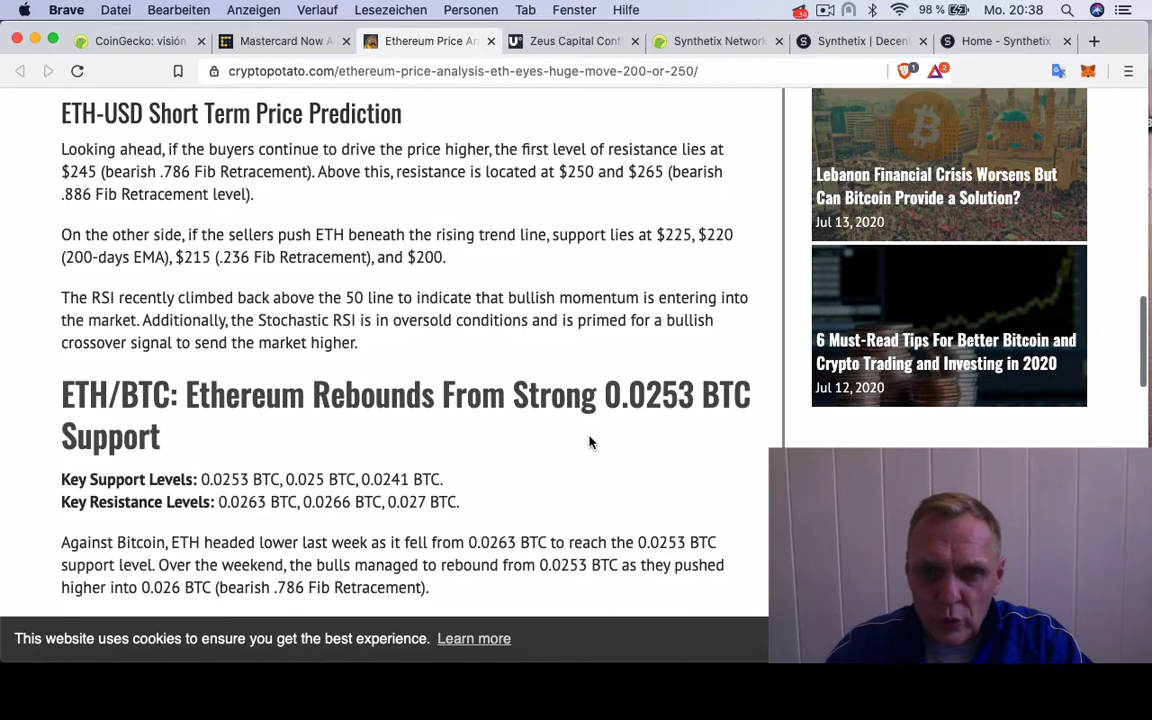 Brave Datei Bearbeiten Anzeigen Verlauf Lesezeichen Personen Tab Fenster Hilfe 98 % Mo. 20:38
CoinGecko: visión Mastercard Now A Ethereum Price An Zeus Capital Conf Synthetix Network Synthetix | Decent Home - Synthetix
cryptopotato.com/ethereum-price-analysis-eth-eyes-huge-move-200-or-250/ 1 2
ETH-USD Short Term Price Prediction
Looking ahead, if the buyers continue to drive the price higher, the first level of resistance lies at
$245 (bearish .786 Fib Retracement). Above this, resistance is located at $250 and $265 (bearish
.886 Fib Retracement level).
On the other side, if the sellers push ETH beneath the rising trend line, support lies at $225, $220
(200-days EMA), $215 (.236 Fib Retracement), and $200.
The RSI recently climbed back above the 50 line to indicate that bullish momentum is entering into
the market. Additionally, the Stochastic RSI is in oversold conditions and is primed for a bullish
crossover signal to send the market higher.
ETH/BTC: Ethereum Rebounds From Strong 0.0253 BTC
Support
Key Support Levels: 0.0253 BTC, 0.025 BTC, 0.0241 BTC.
Key Resistance Levels: 0.0263 BTC, 0.0266 BTC, 0.027 BTC.
Against Bitcoin, ETH headed lower last week as it fell from 0.0263 BTC to reach the 0.0253 BTC
support level. Over the weekend, the bulls managed to rebound from 0.0253 BTC as they pushed
higher into 0.026 BTC (bearish .786 Fib Retracement).
Lebanon Financial Crisis Worsens But
Can Bitcoin Provide a Solution?
Jul 13, 2020
6 Must-Read Tips For Better Bitcoin and
Crypto Trading and Investing in 2020
Jul 12, 2020
This website uses cookies to ensure you get the best experience. Learn more